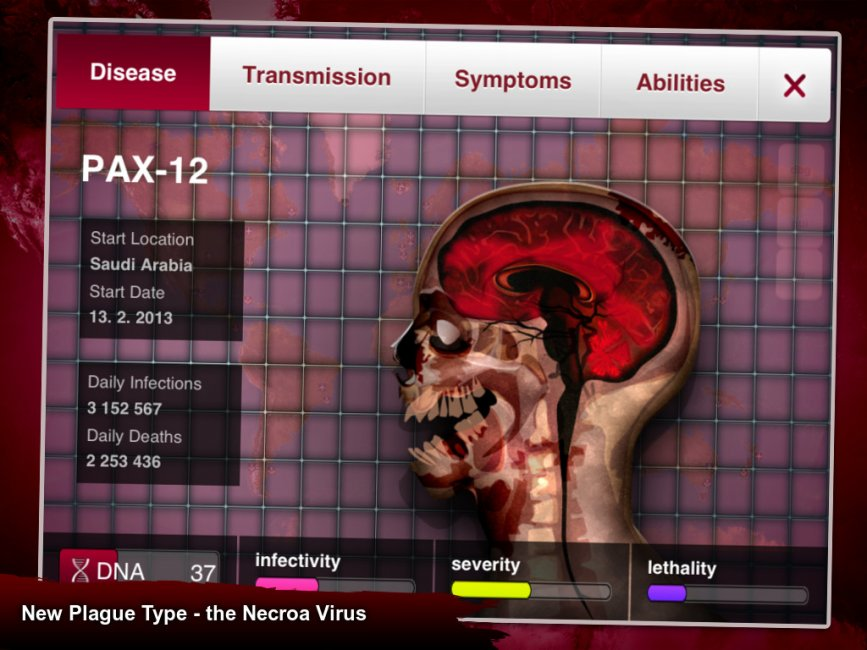 Disease
Transmission
Symptoms
Abilities
X
PAX-12
Start Location
Saudi Arabia
Start Date
13. 2. 2013
Daily Infections
3 152 567
Daily Deaths
2 253 436
DNA 37
infectivity
severity
lethality
New Plague Type - the Necroa Virus